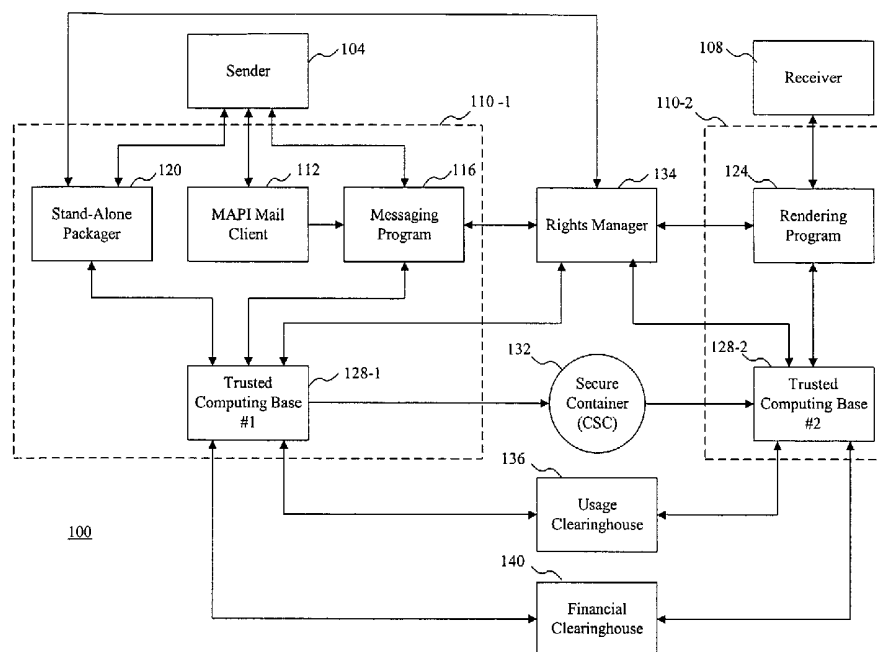 104
108
Sender
Receiver
110-1
110-2
120
112
116
134
124
Stand-Alone
Packager
MAPI Mail
Client
Messaging
Program
Rights Manager
Rendering
Program
132
128-2
128-1
Trusted
Computing Base
#1
Secure
Container
(CSC)
Trusted
Computing Base
#2
136
Usage
Clearinghouse
100
140
Financial
Clearinghouse